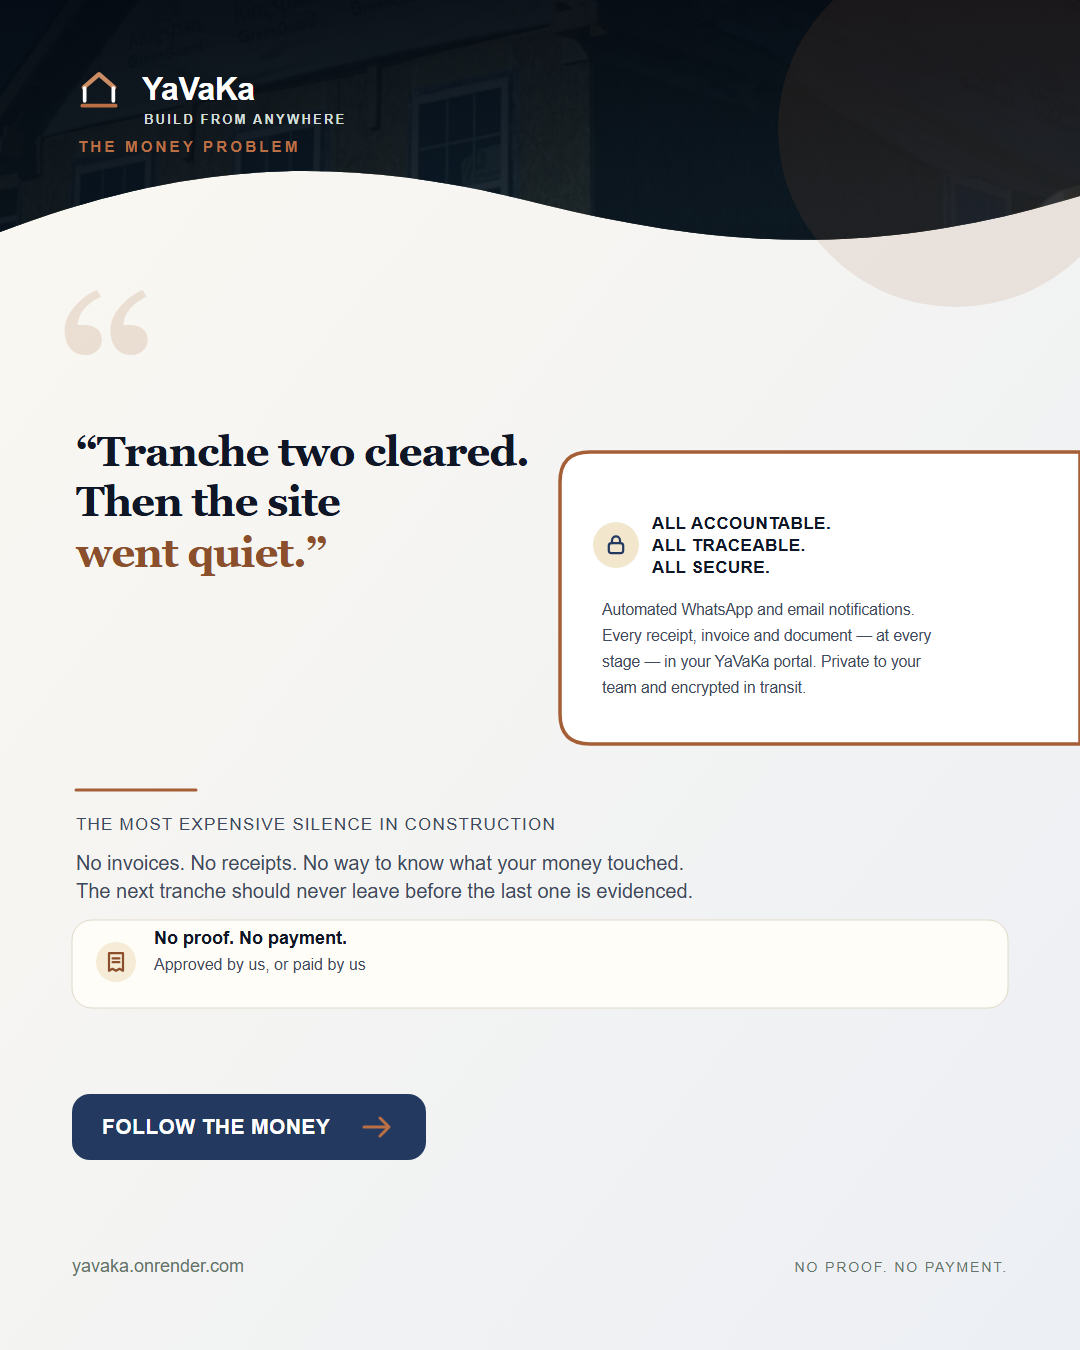 YaVaKa
BUILD FROM ANYWHERE
THE MONEY PROBLEM
“Tranche two cleared.
Then the site
went quiet.”
ALL ACCOUNTABLE.
ALL TRACEABLE.
ALL SECURE.
Automated WhatsApp and email notifications.
Every receipt, invoice and document — at every
stage — in your YaVaKa portal. Private to your
team and encrypted in transit.
THE MOST EXPENSIVE SILENCE IN CONSTRUCTION
No invoices. No receipts. No way to know what your money touched.
The next tranche should never leave before the last one is evidenced.
No proof. No payment.
Approved by us, or paid by us
FOLLOW THE MONEY
yavaka.onrender.com
NO PROOF. NO PAYMENT.